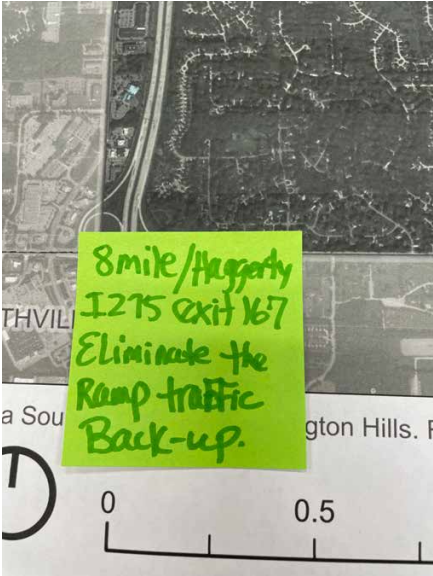 8mile/Haggerty
I275 exit 167
Eliminate the
Ramp traffic
Back-up.
THVIL
a Sou
gton Hills. F
0
0.5